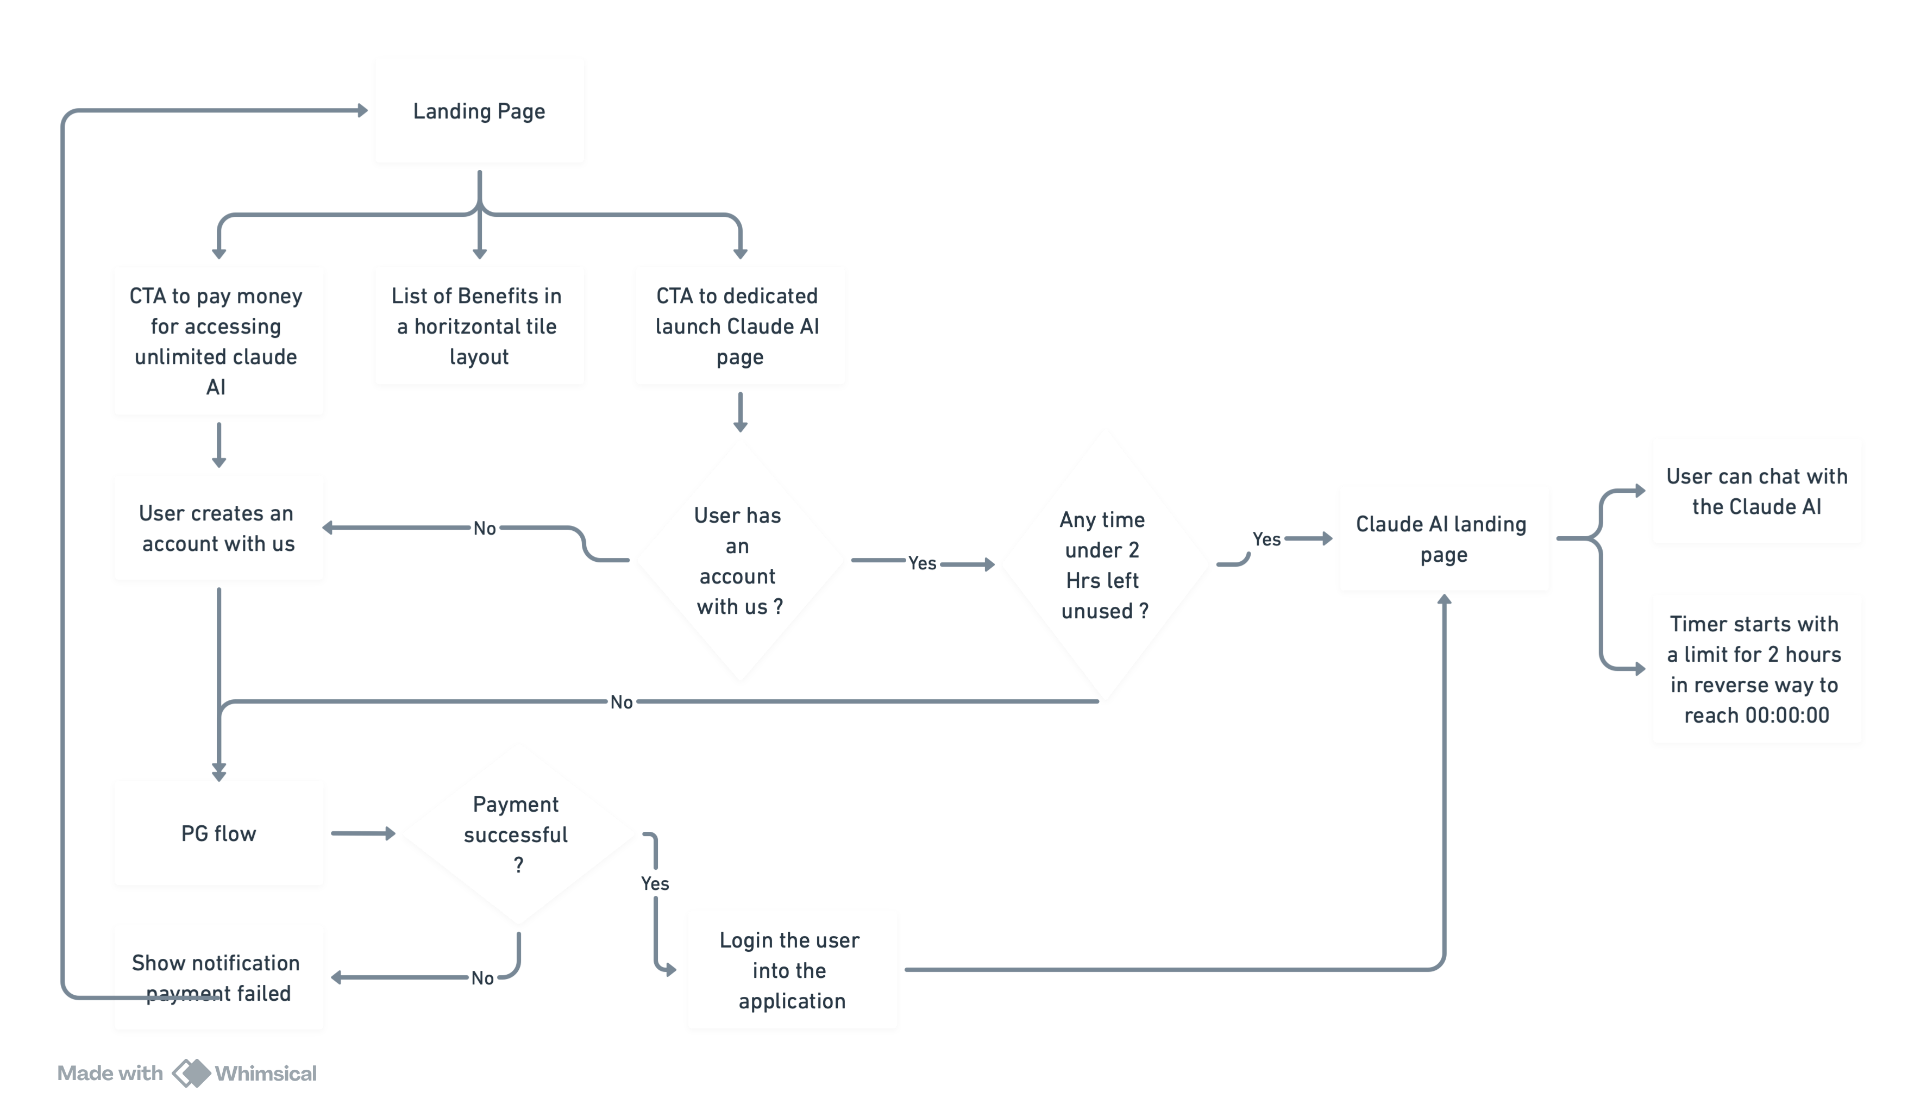 Landing Page
CTA to pay money
for accessing
unlimited claude
AI
List of Benefits in
a horitzontal tile
layout
CTA to dedicated
launch Claude AI
page
User creates an
account with us
No
User has
an
account
with us ?
Yes
Any time
under 2
Hrs left
unused ?
Yes
Claude AI landing
page
User can chat with
the Claude AI
Timer starts with
a limit for 2 hours
in reverse way to
reach 00:00:00
No
PG flow
Payment
successful
?
Yes
No
Show notification
payment failed
Login the user
into the
application
Made with Whimsical